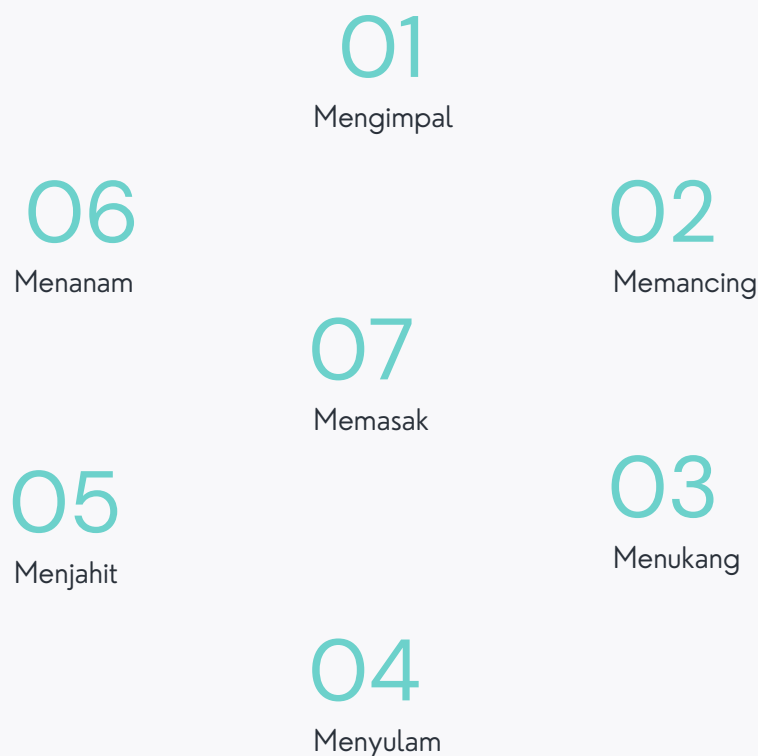 01
Mengimpal
02
Memancing
03
Menukang
04
Menyulam
05
Menjahit
06
Menanam
07
Memasak